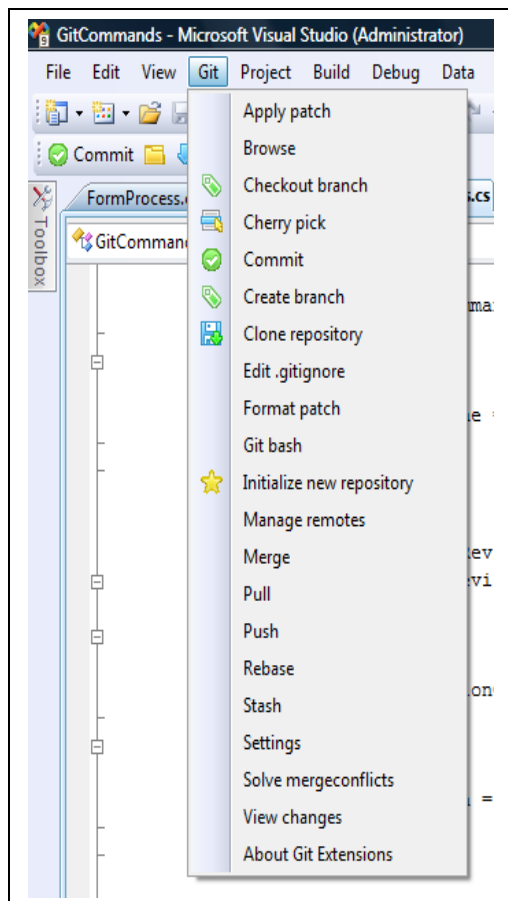 GitCommands - Microsoft Visual Studio (Administrator)
File Edit View Git Project Build Debug Data
Commit
Toolbox
FormProcess. s.cs
GitComman
Apply patch
Browse
Checkout branch
Cherry pick
Commit
Create branch
Clone repository
Edit .gitignore
Format patch
Git bash
Initialize new repository
Manage remotes
Merge
Pull
Push
Rebase
Stash
Settings
Solve mergeconflicts
View changes
About Git Extensions